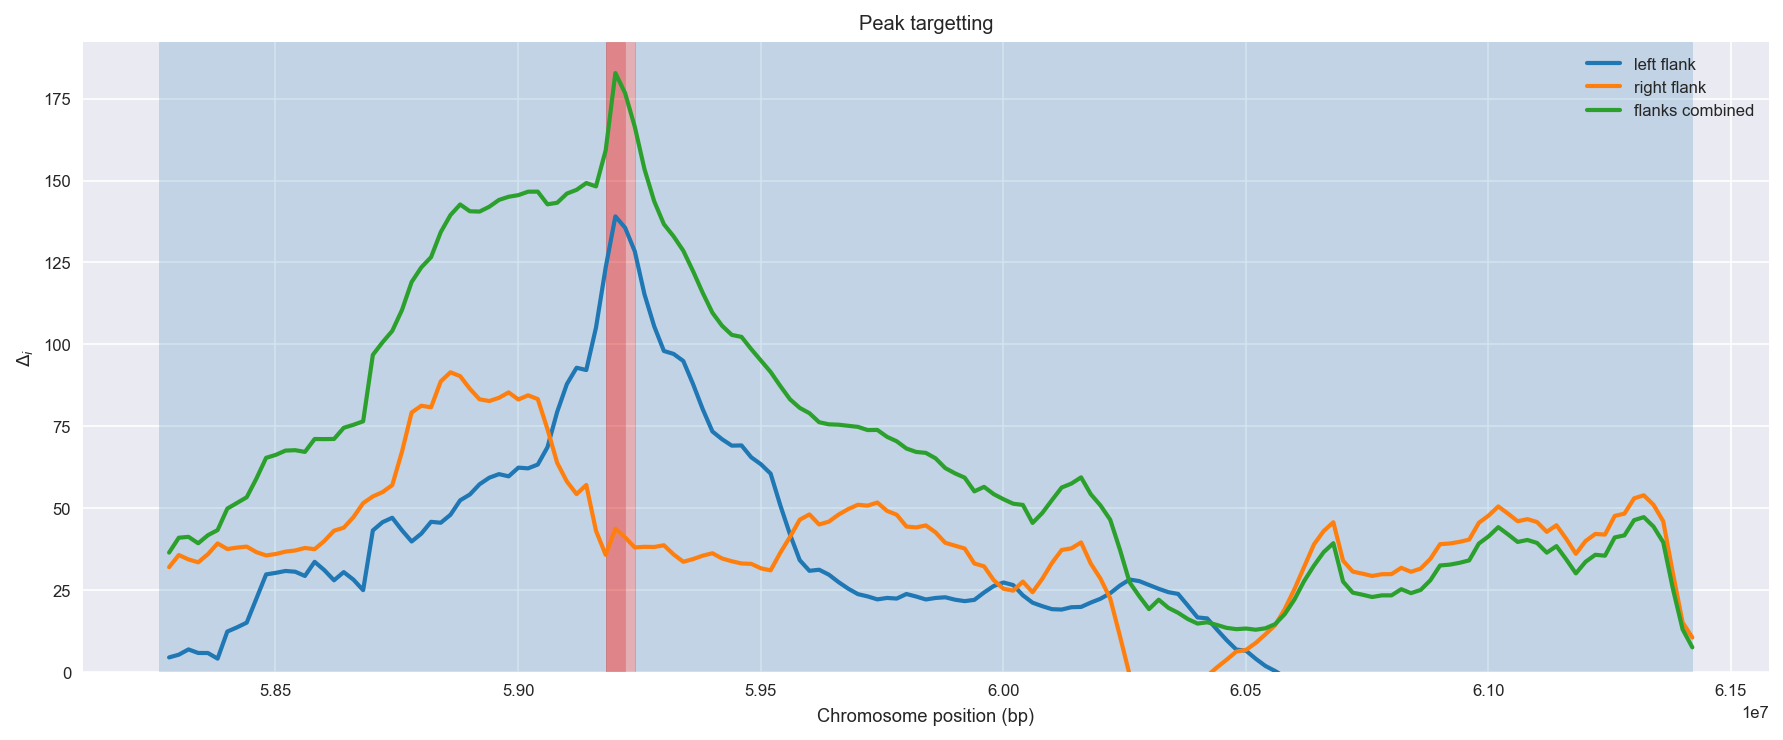 Peak targetting
left flank
right flank
flanks combined
175
150
125
100
75
50
25
0
Δi
5.85
5.90
5.95
6.00
6.05
6.10
6.15
1e7
Chromosome position (bp)